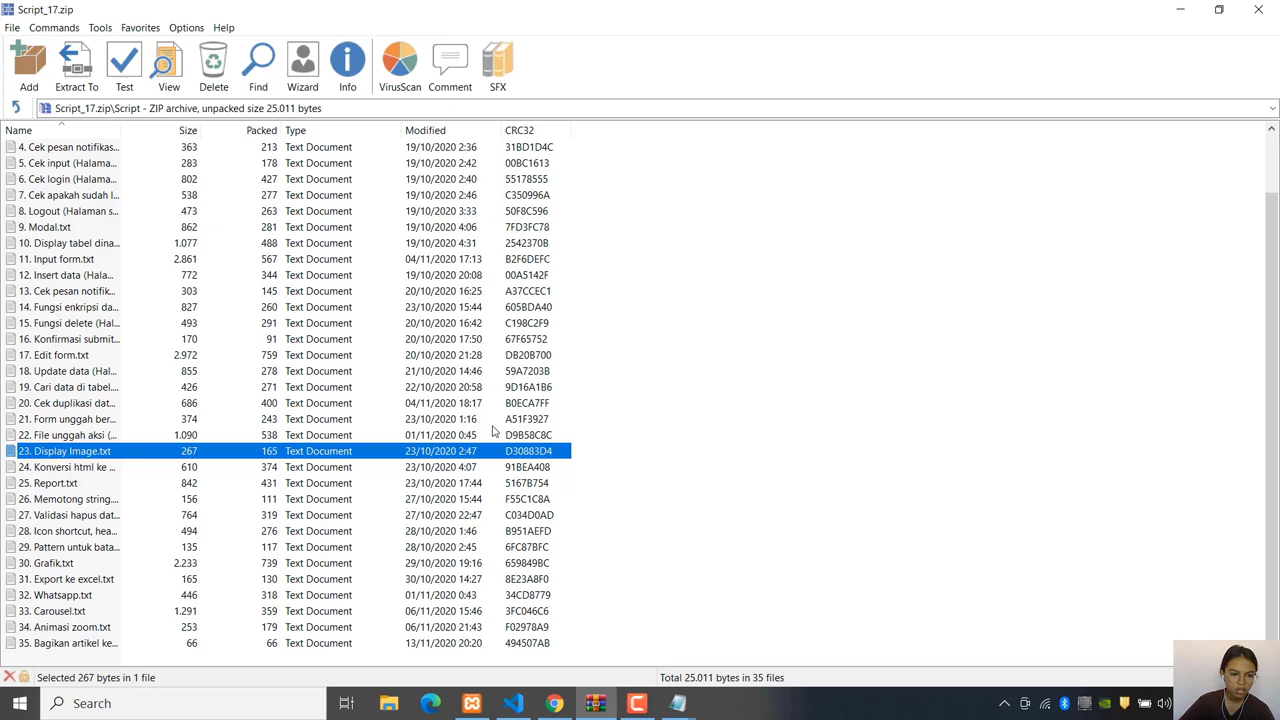 Script_17.zip
File Commands Tools Favorites Options Help
Add Extract To Test View Delete Find Wizard Info VirusScan Comment SFX
Script_17.zip\Script - ZIP archive, unpacked size 25.011 bytes
Name Size Packed Type Modified CRC32
4. Cek pesan notifikas... 363 213 Text Document 19/10/2020 2:36 31BD1D4C
5. Cek input (Halama... 283 178 Text Document 19/10/2020 2:42 00BC1613
6. Cek login (Halama... 802 427 Text Document 19/10/2020 2:40 55178555
7. Cek apakah sudah l... 538 277 Text Document 19/10/2020 2:46 C350996A
8. Logout (Halaman s... 473 263 Text Document 19/10/2020 3:33 50F8C596
9. Modal.txt 862 281 Text Document 19/10/2020 4:06 7FD3FC78
10. Display tabel dina... 1.077 488 Text Document 19/10/2020 4:31 2542370B
11. Input form.txt 2.861 567 Text Document 04/11/2020 17:13 B2F6DEFC
12. Insert data (Hala... 772 344 Text Document 19/10/2020 20:08 00A5142F
13. Cek pesan notifik... 303 145 Text Document 20/10/2020 16:25 A37CCEC1
14. Fungsi enkripsi da... 827 260 Text Document 23/10/2020 15:44 605BDA40
15. Fungsi delete (Hal... 493 291 Text Document 20/10/2020 16:42 C198C2F9
16. Konfirmasi submit... 170 91 Text Document 20/10/2020 17:50 67F65752
17. Edit form.txt 2.972 759 Text Document 20/10/2020 21:28 DB20B700
18. Update data (Hal... 855 278 Text Document 21/10/2020 14:46 59A7203B
19. Cari data di tabel.... 426 271 Text Document 22/10/2020 20:58 9D16A1B6
20. Cek duplikasi dat... 686 400 Text Document 04/11/2020 18:17 B0ECA7FF
21. Form unggah ber... 374 243 Text Document 23/10/2020 1:16 A51F3927
22. File unggah aksi (... 1.090 538 Text Document 01/11/2020 0:45 D9B58C8C
23. Display Image.txt 267 165 Text Document 23/10/2020 2:47 D30883D4
24. Konversi html ke ... 610 374 Text Document 23/10/2020 4:07 91BEA408
25. Report.txt 842 431 Text Document 23/10/2020 17:44 5167B754
26. Memotong string.... 156 111 Text Document 27/10/2020 15:44 F55C1C8A
27. Validasi hapus dat... 764 319 Text Document 27/10/2020 22:47 C034D0AD
28. Icon shortcut, hea... 494 276 Text Document 28/10/2020 1:46 B951AEFD
29. Pattern untuk bata... 135 117 Text Document 28/10/2020 2:45 6FC87BFC
30. Grafik.txt 2.233 739 Text Document 29/10/2020 19:16 659849BC
31. Export ke excel.txt 165 130 Text Document 30/10/2020 14:27 8E23A8F0
32. Whatsapp.txt 446 318 Text Document 01/11/2020 0:43 F2DC79A9
33. Carousel.txt 1.291 359 Text Document 06/11/2020 15:46 3FC046C6
34. Animasi zoom.txt 253 179 Text Document 06/11/2020 21:43 F02978A9
35. Bagikan artikel ke... 66 66 Text Document 13/11/2020 20:20 494507AB
Selected 267 bytes in 1 file Total 25.011 bytes in 35 files
Search